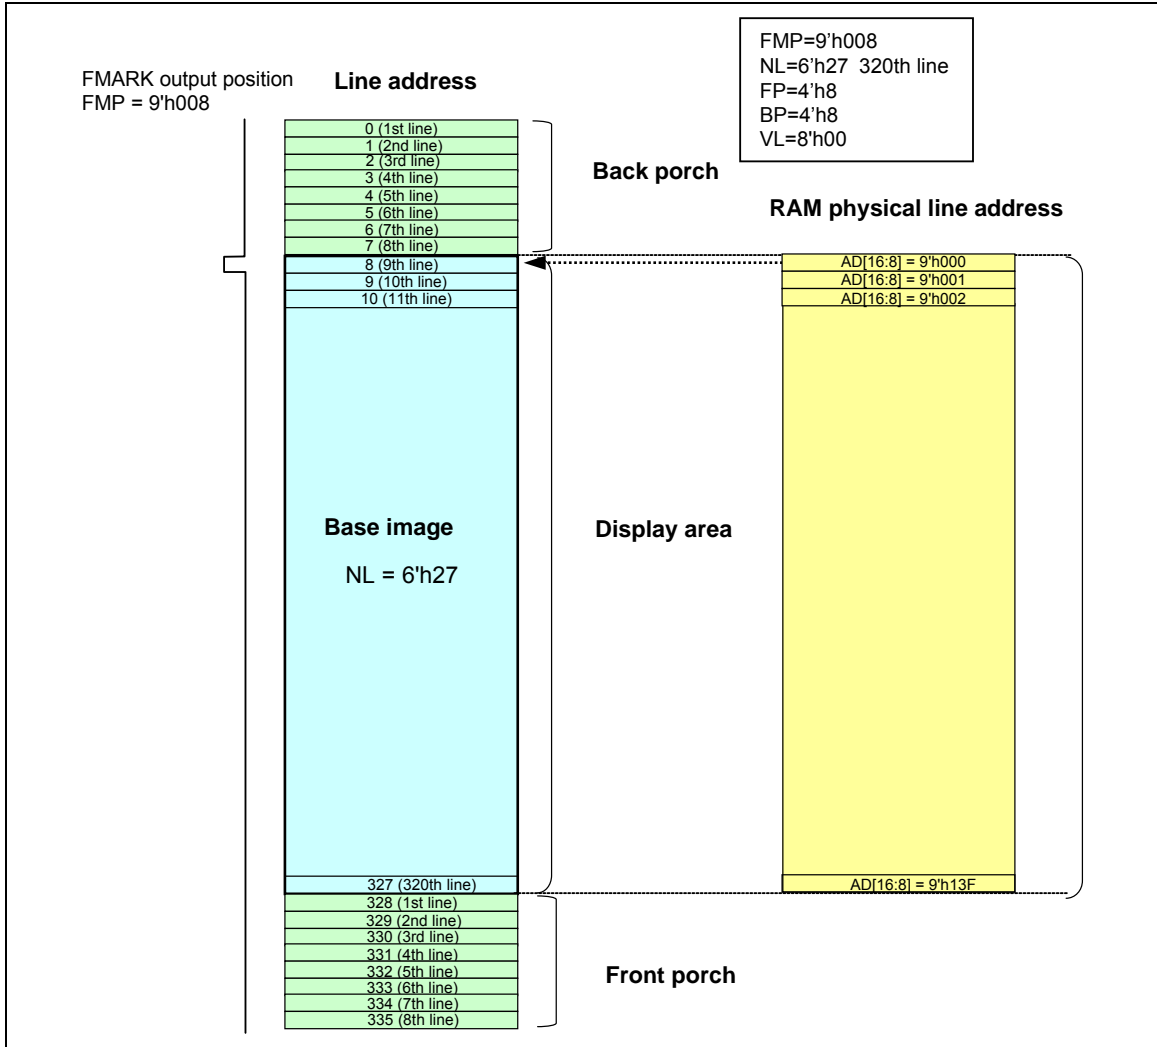 FMP=9’h008
NL=6’h27 320th line
FP=4’h8
BP=4’h8
VL=8'h00
FMARK output position
FMP = 9'h008
Line address
0 (1st line)
1 (2nd line)
2 (3rd line)
3 (4th line)
4 (5th line)
5 (6th line)
6 (7th line)
7 (8th line)
Back porch
RAM physical line address
8 (9th line)
9 (10th line)
10 (11th line)
AD[16:8] = 9'h000
AD[16:8] = 9'h001
AD[16:8] = 9'h002
Base image
NL = 6'h27
Display area
327 (320th line)
AD[16:8] = 9'h13F
328 (1st line)
329 (2nd line)
330 (3rd line)
331 (4th line)
332 (5th line)
333 (6th line)
334 (7th line)
335 (8th line)
Front porch